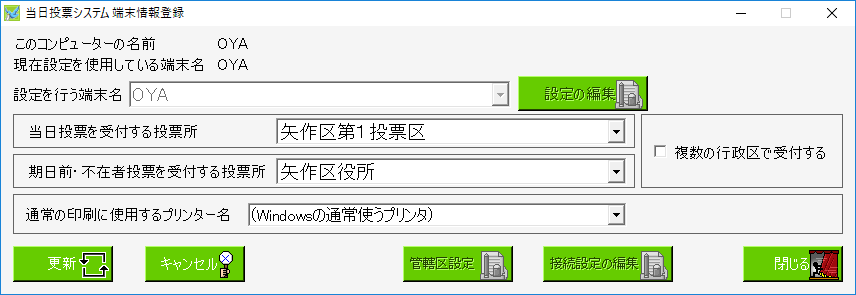 当日投票システム 端末情報登録
このコンピューターの名前 OYA
現在設定を使用している端末名 OYA
設定を行う端末名 OYA 設定の編集
当日投票を受付する投票所 矢作区第1投票区
複数の行政区で受付する
期日前・不在者投票を受付する投票所 矢作区役所
通常の印刷に使用するプリンター名 (Windowsの通常使うプリンタ)
更新 キャンセル 管轄区設定 接続設定の編集 閉じる